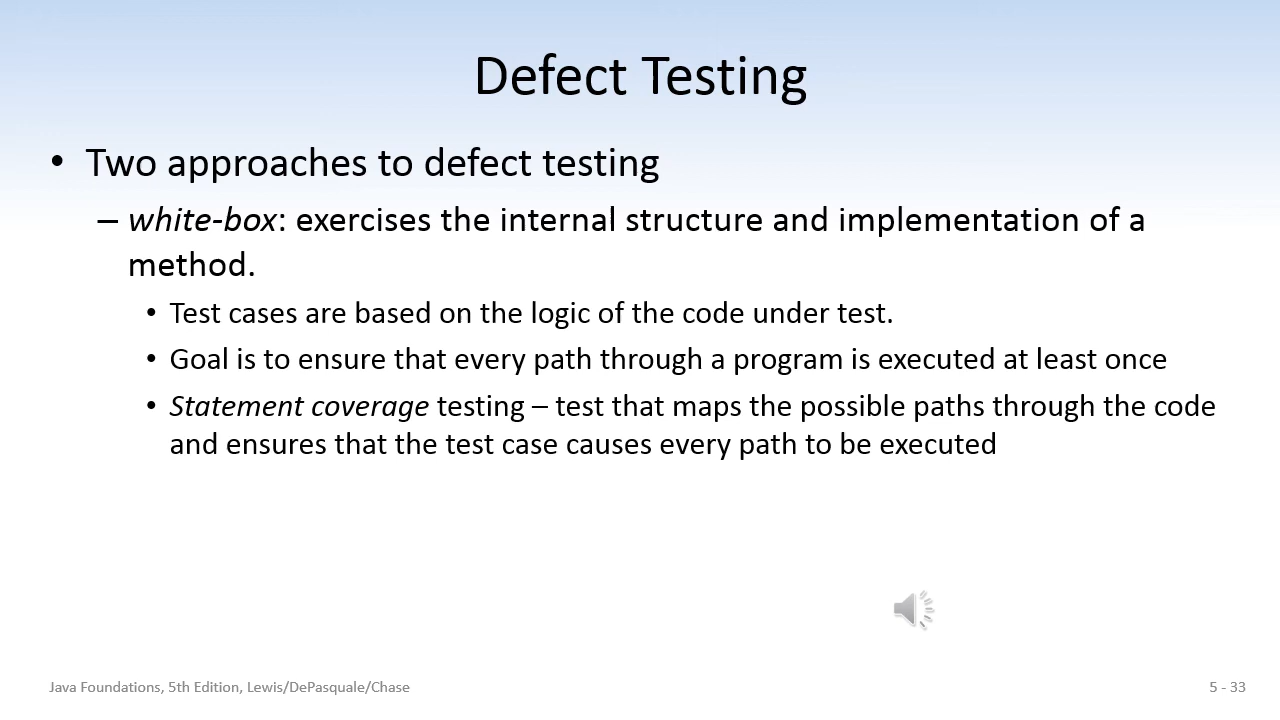 Defect Testing
• Two approaches to defect testing
– white-box: exercises the internal structure and implementation of a
method.
• Test cases are based on the logic of the code under test.
• Goal is to ensure that every path through a program is executed at least once
• Statement coverage testing – test that maps the possible paths through the code
and ensures that the test case causes every path to be executed
Java Foundations, 5th Edition, Lewis/DePasquale/Chase
5 - 33